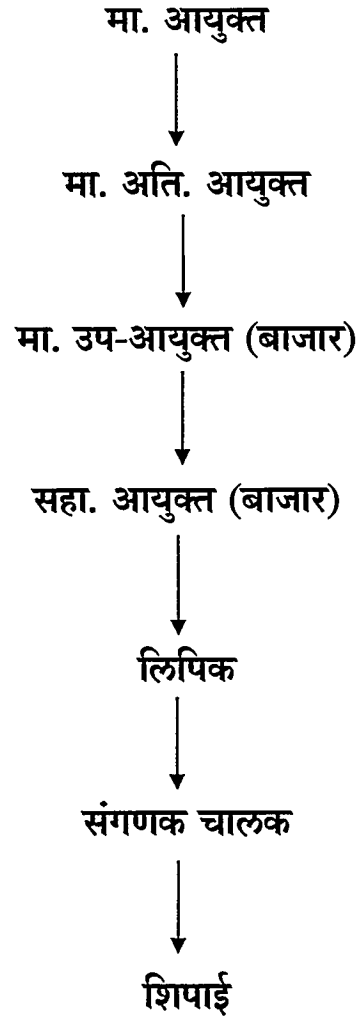 मा. आयुक्त
मा. अति. आयुक्त
मा. उप-आयुक्त (बाजार)
सहा. आयुक्त (बाजार)
लिपिक
संगणक चालक
शिपाई